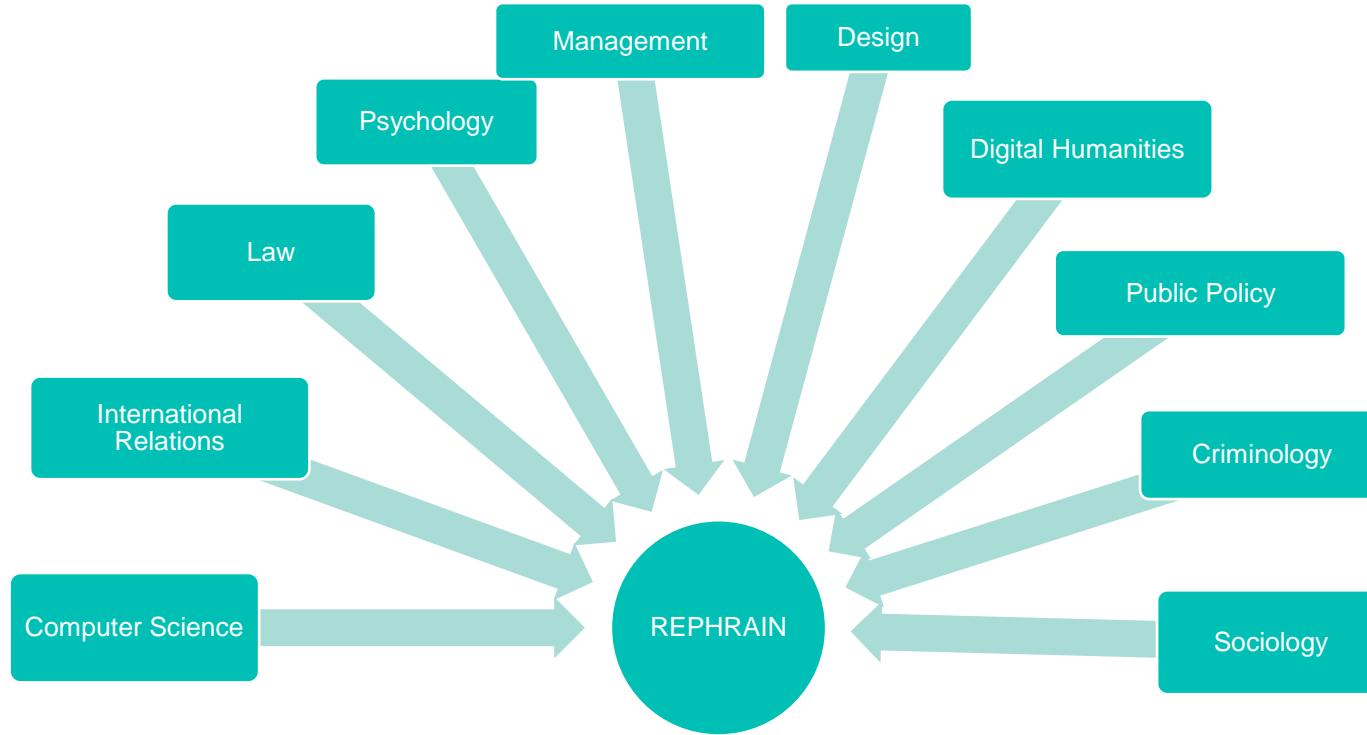 Management
Design
Psychology
Digital Humanities
Law
Public Policy
International
Relations
Criminology
Computer Science
REPHRAIN
Sociology